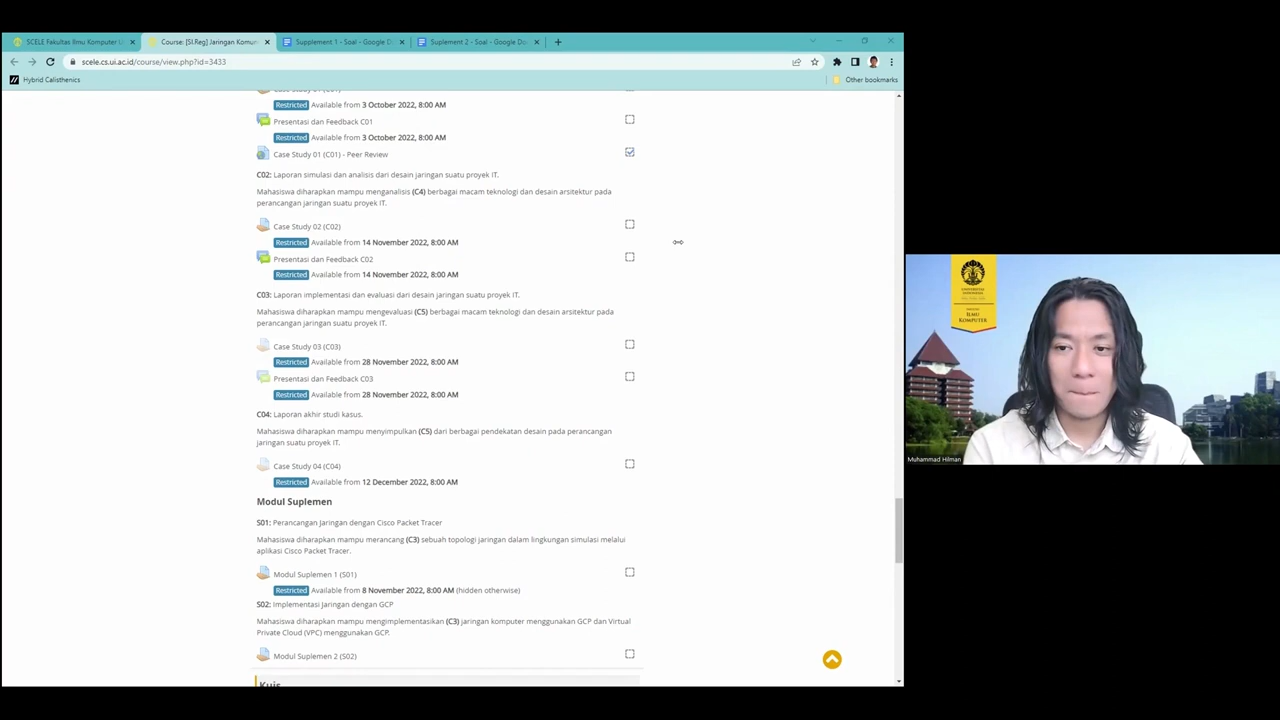 SCELE Fakultas Ilmu Komputer U
Course: [SI.Reg] Jaringan Komun
Supplement 1 - Soal - Google D
Suplement 2 - Soal - Google Do
scele.cs.ui.ac.id/course/view.php?id=3433
Hybrid Calisthenics
Other bookmarks
Restricted Available from 3 October 2022, 8:00 AM
Presentasi dan Feedback C01
Restricted Available from 3 October 2022, 8:00 AM
Case Study 01 (C01) - Peer Review
C02: Laporan simulasi dan analisis dari desain jaringan suatu proyek IT.
Mahasiswa diharapkan mampu menganalisis (C4) berbagai macam teknologi dan desain arsitektur pada
perancangan jaringan suatu proyek IT.
Case Study 02 (C02)
Restricted Available from 14 November 2022, 8:00 AM
Presentasi dan Feedback C02
Restricted Available from 14 November 2022, 8:00 AM
C03: Laporan implementasi dan evaluasi dari desain jaringan suatu proyek IT.
Mahasiswa diharapkan mampu mengevaluasi (C5) berbagai macam teknologi dan desain arsitektur pada
perancangan jaringan suatu proyek IT.
Case Study 03 (C03)
Restricted Available from 28 November 2022, 8:00 AM
Presentasi dan Feedback C03
Restricted Available from 28 November 2022, 8:00 AM
C04: Laporan akhir studi kasus.
Mahasiswa diharapkan mampu menyimpulkan (C5) dari berbagai pendekatan desain pada perancangan
jaringan suatu proyek IT.
Case Study 04 (C04)
Restricted Available from 12 December 2022, 8:00 AM
Modul Suplemen
S01: Perancangan Jaringan dengan Cisco Packet Tracer
Mahasiswa diharapkan mampu merancang (C3) sebuah topologi jaringan dalam lingkungan simulasi melalui
aplikasi Cisco Packet Tracer.
Modul Suplemen 1 (S01)
Restricted Available from 8 November 2022, 8:00 AM (hidden otherwise)
S02: Implementasi Jaringan dengan GCP
Mahasiswa diharapkan mampu mengimplementasikan (C3) jaringan komputer menggunakan GCP dan Virtual
Private Cloud (VPC) menggunakan GCP.
Modul Suplemen 2 (S02)
Kuis
UNIVERSITAS
INDONESIA
ILMU
KOMPUTER
Muhammad Hilman